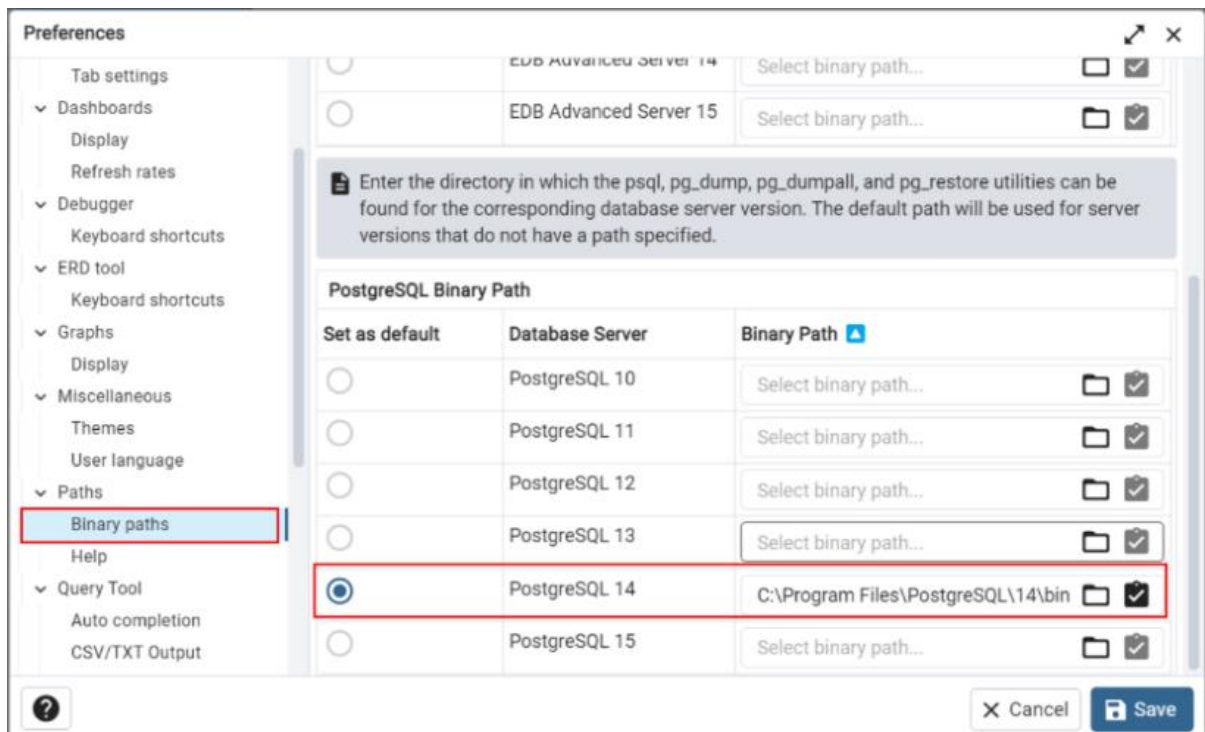 Preferences
Tab settings
Dashboards
Display
Refresh rates
Debugger
Keyboard shortcuts
ERD tool
Keyboard shortcuts
Graphs
Display
Miscellaneous
Themes
User language
Paths
Binary paths
Help
Query Tool
Auto completion
CSV/TXT Output
EDB Advanced Server 14 Select binary path...
EDB Advanced Server 15 Select binary path...
Enter the directory in which the psql, pg_dump, pg_dumpall, and pg_restore utilities can be
found for the corresponding database server version. The default path will be used for server
versions that do not have a path specified.
PostgreSQL Binary Path
Set as default Database Server Binary Path
PostgreSQL 10 Select binary path...
PostgreSQL 11 Select binary path...
PostgreSQL 12 Select binary path...
PostgreSQL 13 Select binary path...
PostgreSQL 14 C:\Program Files\PostgreSQL\14\bin
PostgreSQL 15 Select binary path...
? Cancel Save